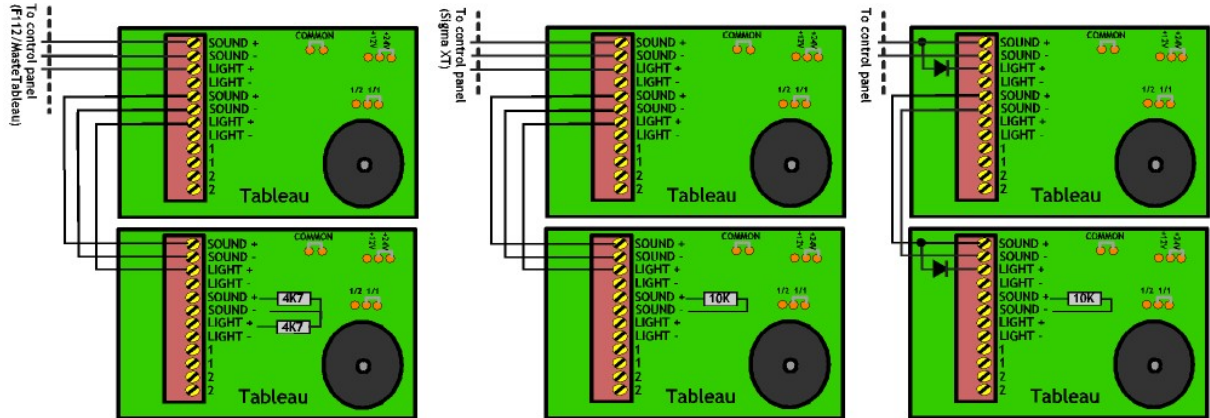 To control panel
(F112/MasteTableau)
COMMON
+12V
+24V
SOUND +
SOUND -
LIGHT +
LIGHT -
SOUND +
SOUND -
LIGHT +
LIGHT -
1
1
2
2
1/2 1/1
Tableau
COMMON
+12V
+24V
SOUND +
SOUND -
LIGHT +
LIGHT -
SOUND +
SOUND -
LIGHT +
LIGHT -
1
1
2
2
4K7
4K7
1/2 1/1
Tableau
To control panel
(Sigma XT)
COMMON
+12V
+24V
SOUND +
SOUND -
LIGHT +
LIGHT -
SOUND +
SOUND -
LIGHT +
LIGHT -
1
1
2
2
1/2 1/1
Tableau
COMMON
+12V
+24V
SOUND +
SOUND -
LIGHT +
LIGHT -
SOUND +
SOUND -
LIGHT +
LIGHT -
1
1
2
2
10K
1/2 1/1
Tableau
To control panel
COMMON
+12V
+24V
SOUND +
SOUND -
LIGHT +
LIGHT -
SOUND +
SOUND -
LIGHT +
LIGHT -
1
1
2
2
1/2 1/1
Tableau
COMMON
+12V
+24V
SOUND +
SOUND -
LIGHT +
LIGHT -
SOUND +
SOUND -
LIGHT +
LIGHT -
1
1
2
2
10K
1/2 1/1
Tableau